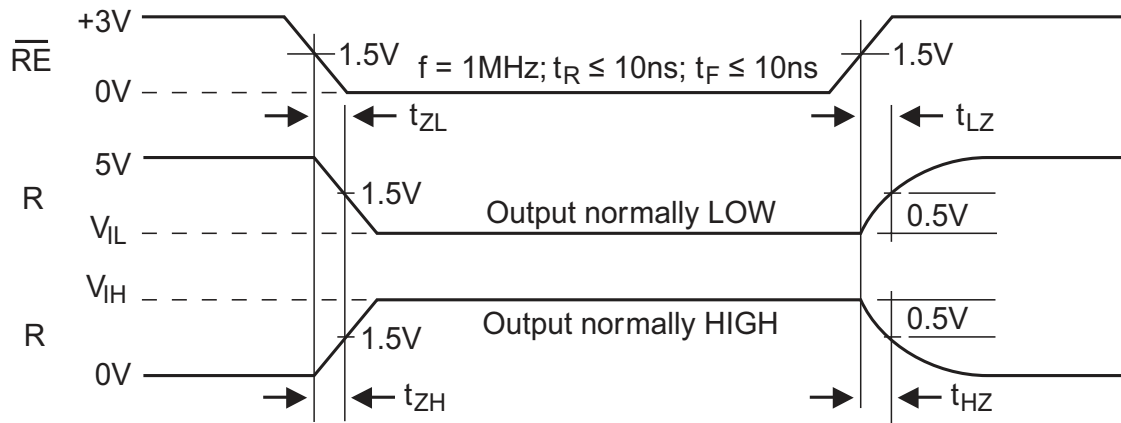 +3V
R̅E̅
1.5V
f = 1MHz; tR ≤ 10ns; tF ≤ 10ns
1.5V
0V
tZL
tLZ
5V
R
1.5V
Output normally LOW
0.5V
VIL
VIH
R
1.5V
Output normally HIGH
0.5V
0V
tZH
tHZ